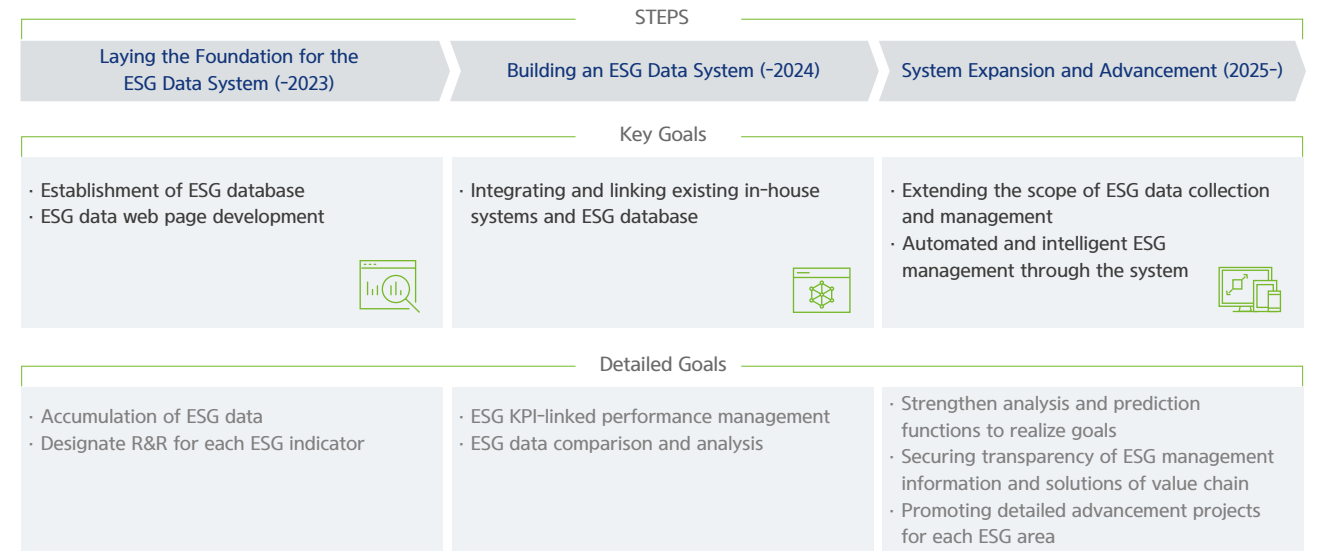 STEPS
Laying the Foundation for the
ESG Data System (-2023)
Building an ESG Data System (-2024)
System Expansion and Advancement (2025-)
Key Goals
· Establishment of ESG database
· ESG data web page development
· Integrating and linking existing in-house
systems and ESG database
· Extending the scope of ESG data collection
and management
· Automated and intelligent ESG
management through the system
Detailed Goals
· Accumulation of ESG data
· Designate R&R for each ESG indicator
· ESG KPI-linked performance management
· ESG data comparison and analysis
· Strengthen analysis and prediction
functions to realize goals
· Securing transparency of ESG management
information and solutions of value chain
· Promoting detailed advancement projects
for each ESG area